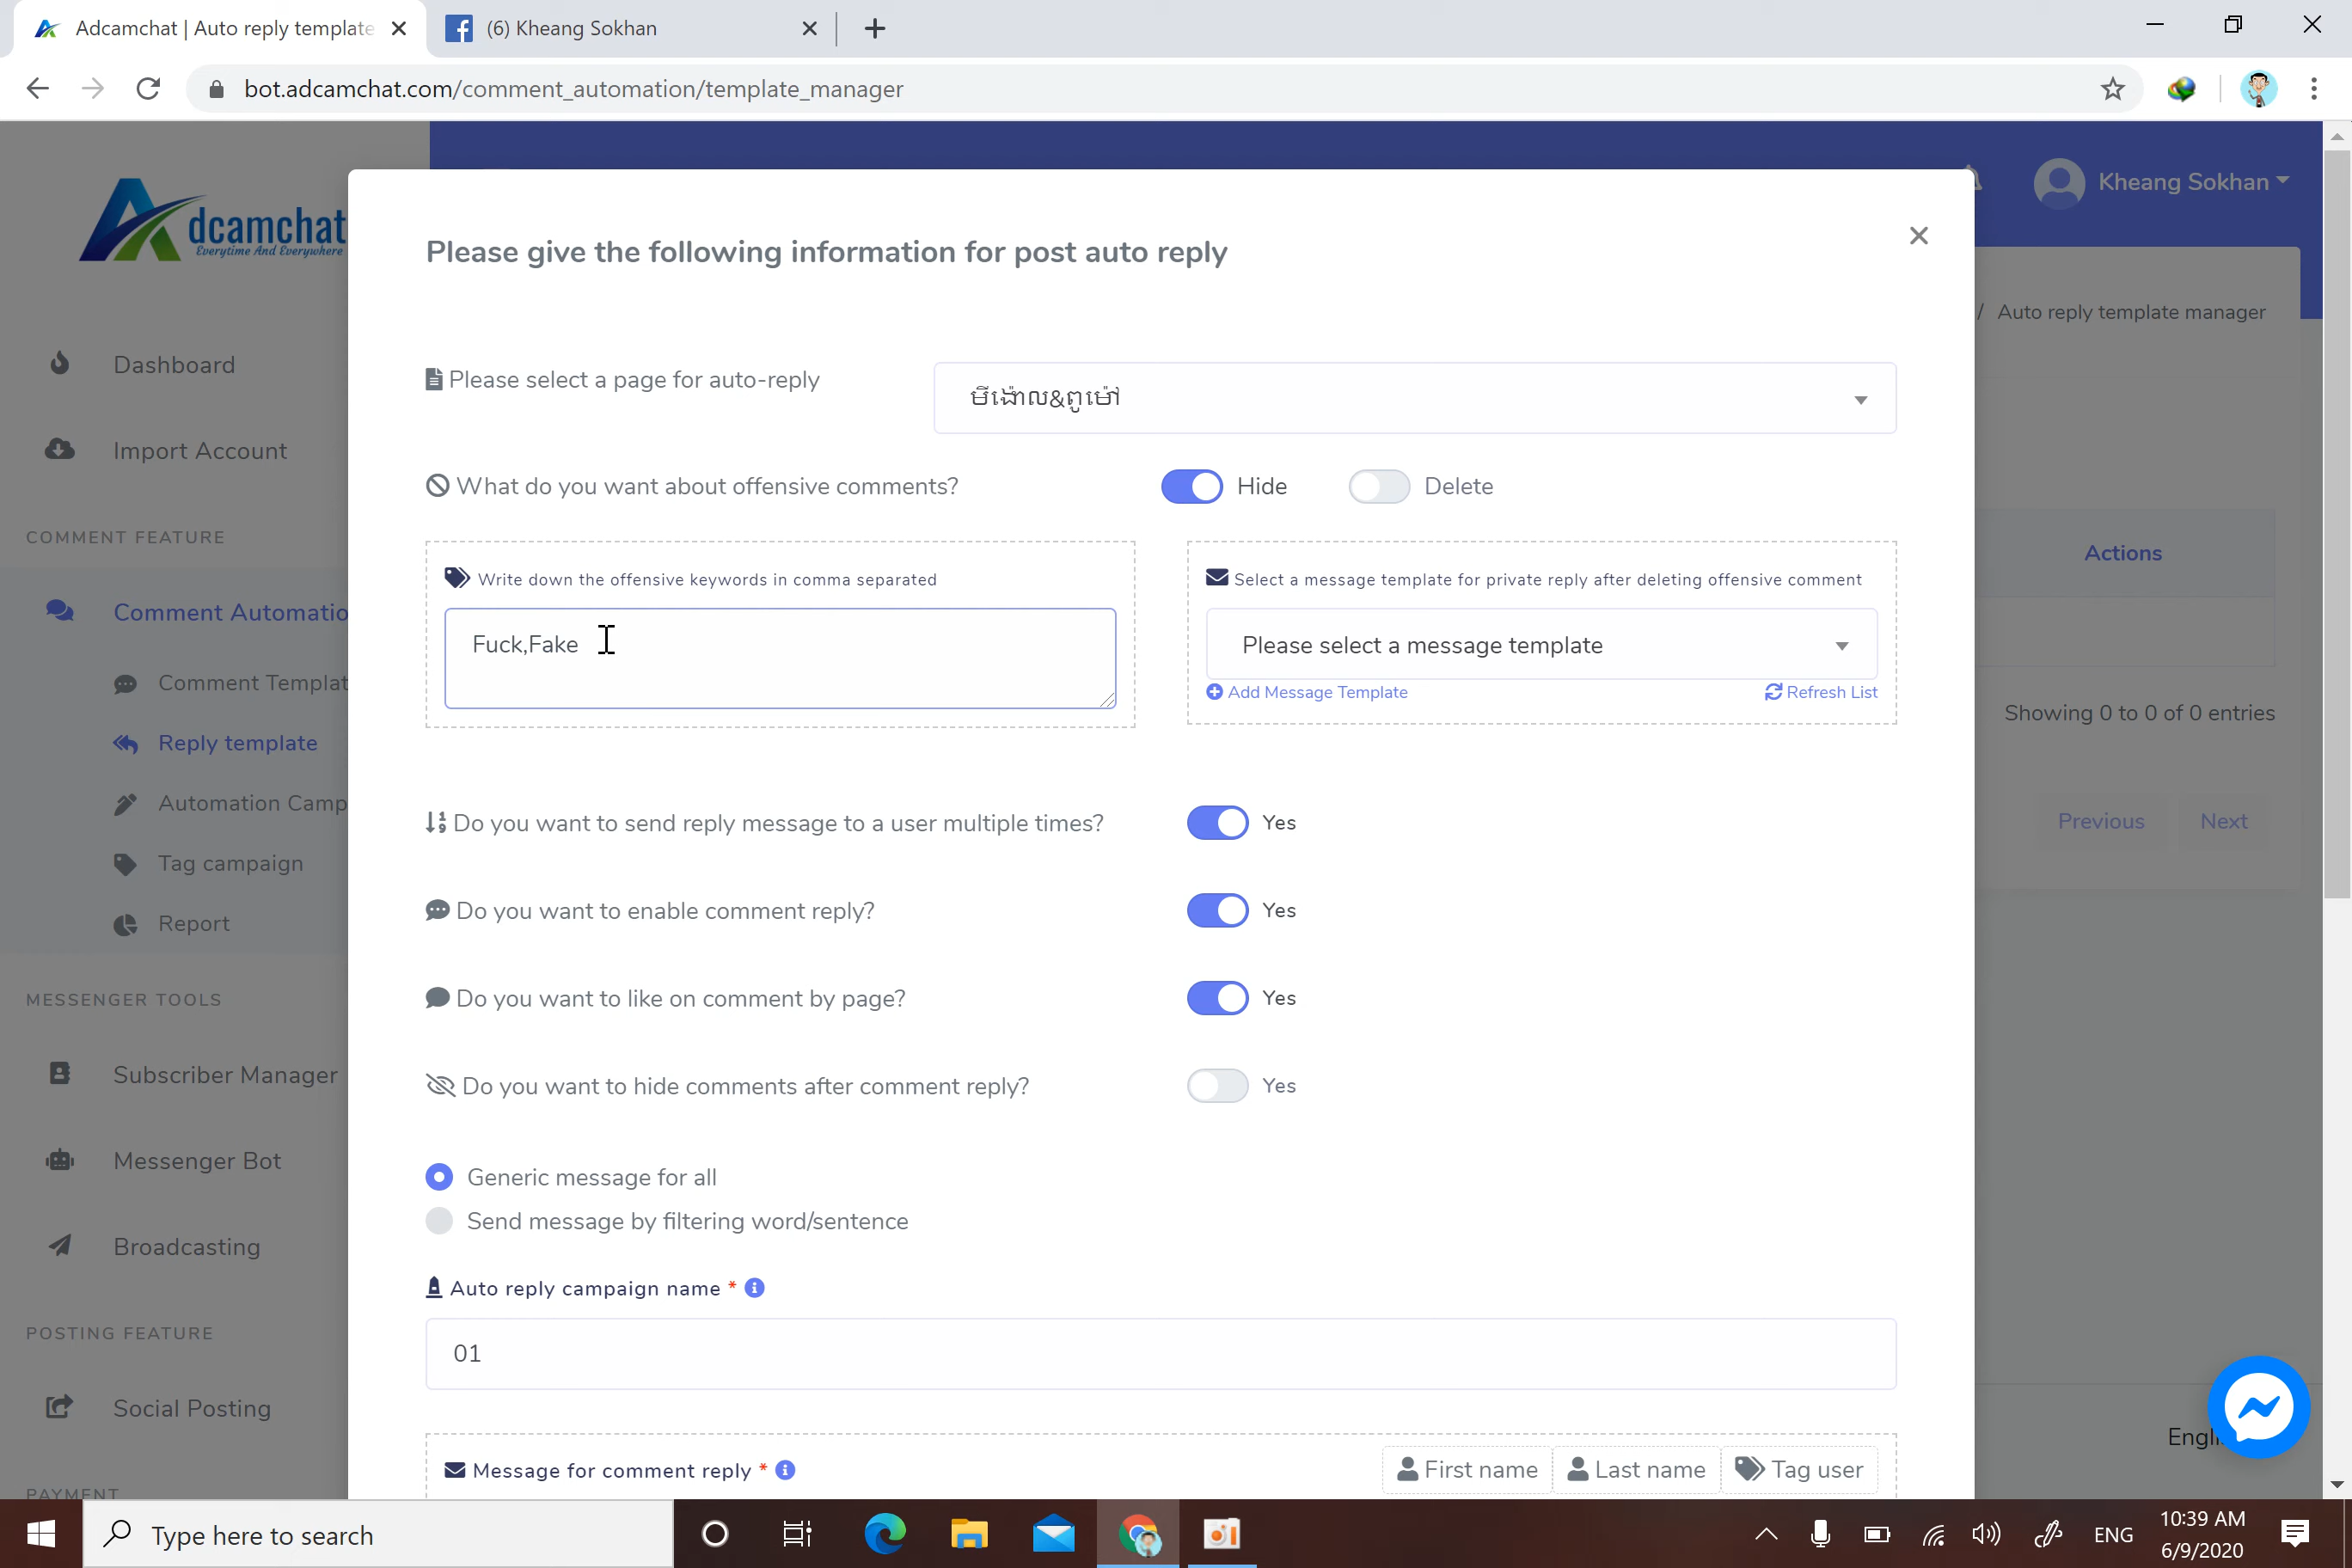 Adcamchat | Auto reply template
(6) Kheang Sokhan
bot.adcamchat.com/comment_automation/template_manager
dcamchat
Everytime And Everywhere
Kheang Sokhan
Please give the following information for post auto reply
/ Auto reply template manager
Please select a page for auto-reply
មីង៉ោល&ពូម៉ៅ
Dashboard
Import Account
What do you want about offensive comments?
Hide
Delete
COMMENT FEATURE
Actions
Write down the offensive keywords in comma separated
Select a message template for private reply after deleting offensive comment
Comment Automatio
Fuck,Fake
Please select a message template
Comment Templat
Add Message Template
Refresh List
Showing 0 to 0 of 0 entries
Reply template
Automation Camp
Do you want to send reply message to a user multiple times?
Yes
Previous
Next
Tag campaign
Do you want to enable comment reply?
Yes
Report
MESSENGER TOOLS
Do you want to like on comment by page?
Yes
Subscriber Manager
Do you want to hide comments after comment reply?
Yes
Messenger Bot
Generic message for all
Send message by filtering word/sentence
Broadcasting
Auto reply campaign name *
POSTING FEATURE
01
Social Posting
Engli
Message for comment reply *
First name
Last name
Tag user
PAYMENT
Type here to search
ENG
10:39 AM
6/9/2020